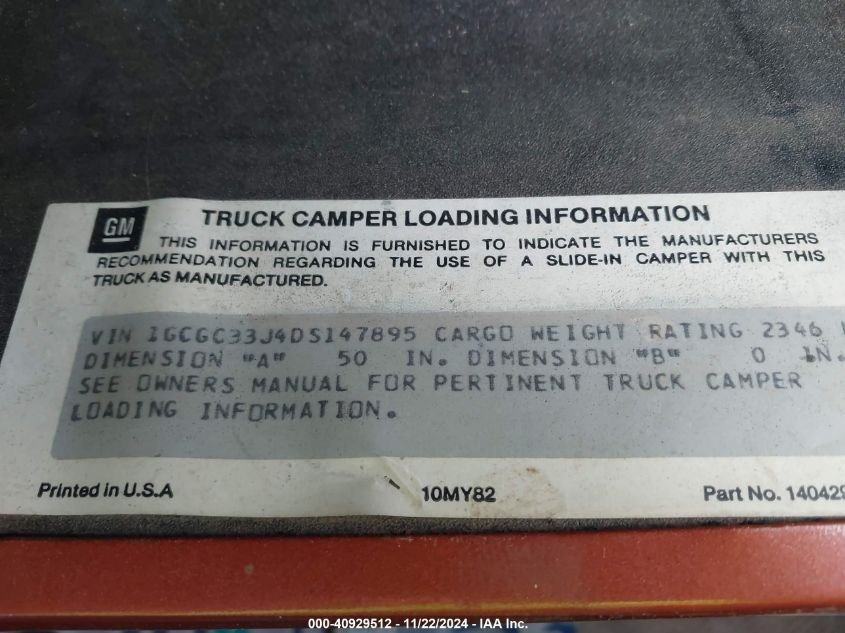 GM
TRUCK CAMPER LOADING INFORMATION
THIS INFORMATION IS FURNISHED TO INDICATE THE MANUFACTURERS
RECOMMENDATION REGARDING THE USE OF A SLIDE-IN CAMPER WITH THIS
TRUCK AS MANUFACTURED.
VIN 1GCGC33J4DS147895 CARGO WEIGHT RATING 2346
DIMENSION "A" 50 IN. DIMENSION "B" 0 IN.
SEE OWNERS MANUAL FOR PERTINENT TRUCK CAMPER
LOADING INFORMATION.
Printed in U.S.A 10MY82 Part No. 140429
000-40929512 - 11/22/2024 - IAA Inc.